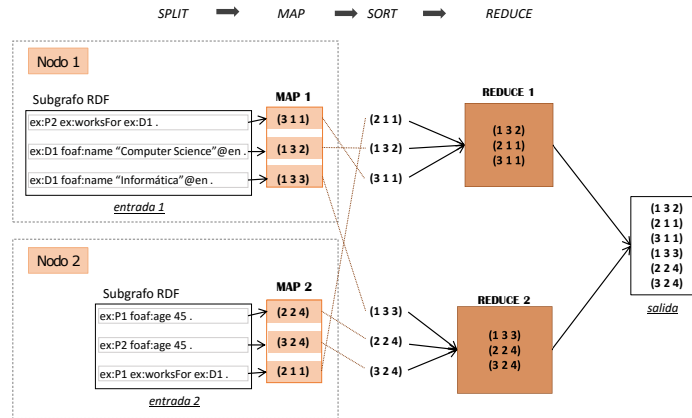 SPLIT MAP SORT REDUCE
Nodo 1
Subgrafo RDF
MAP 1
ex:P2 ex:worksFor ex:D1 .
(3 1 1)
ex:D1 foaf:name “Computer Science”@en .
(1 3 2)
ex:D1 foaf:name “Informática”@en .
(1 3 3)
entrada 1
(2 1 1)
(1 3 2)
(3 1 1)
REDUCE 1
(1 3 2)
(2 1 1)
(3 1 1)
Nodo 2
Subgrafo RDF
MAP 2
ex:P1 foaf:age 45 .
(2 2 4)
ex:P2 foaf:age 45 .
(3 2 4)
ex:P1 ex:worksFor ex:D1 .
(2 1 1)
entrada 2
(1 3 3)
(2 2 4)
(3 2 4)
REDUCE 2
(1 3 3)
(2 2 4)
(3 2 4)
(1 3 2)
(2 1 1)
(3 1 1)
(1 3 3)
(2 2 4)
(3 2 4)
salida